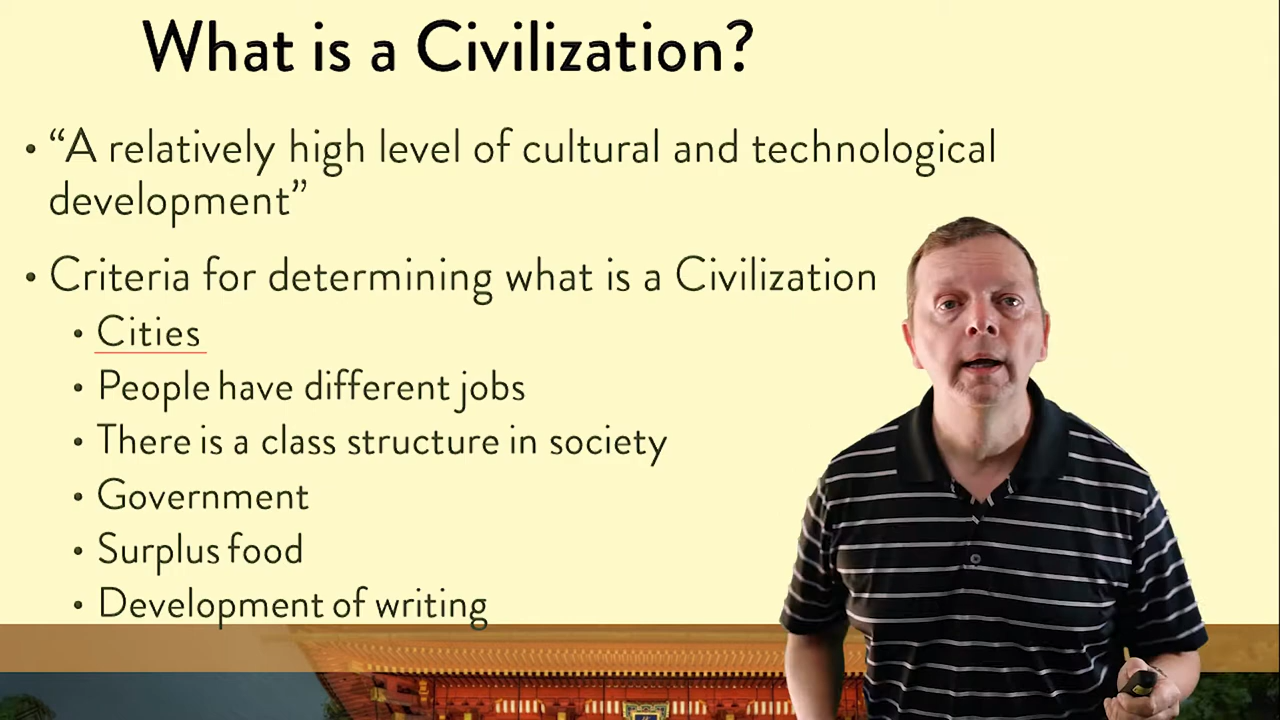 What is a Civilization?
• “A relatively high level of cultural and technological
development”
• Criteria for determining what is a Civilization
• Cities
• People have different jobs
• There is a class structure in society
• Government
• Surplus food
• Development of writing